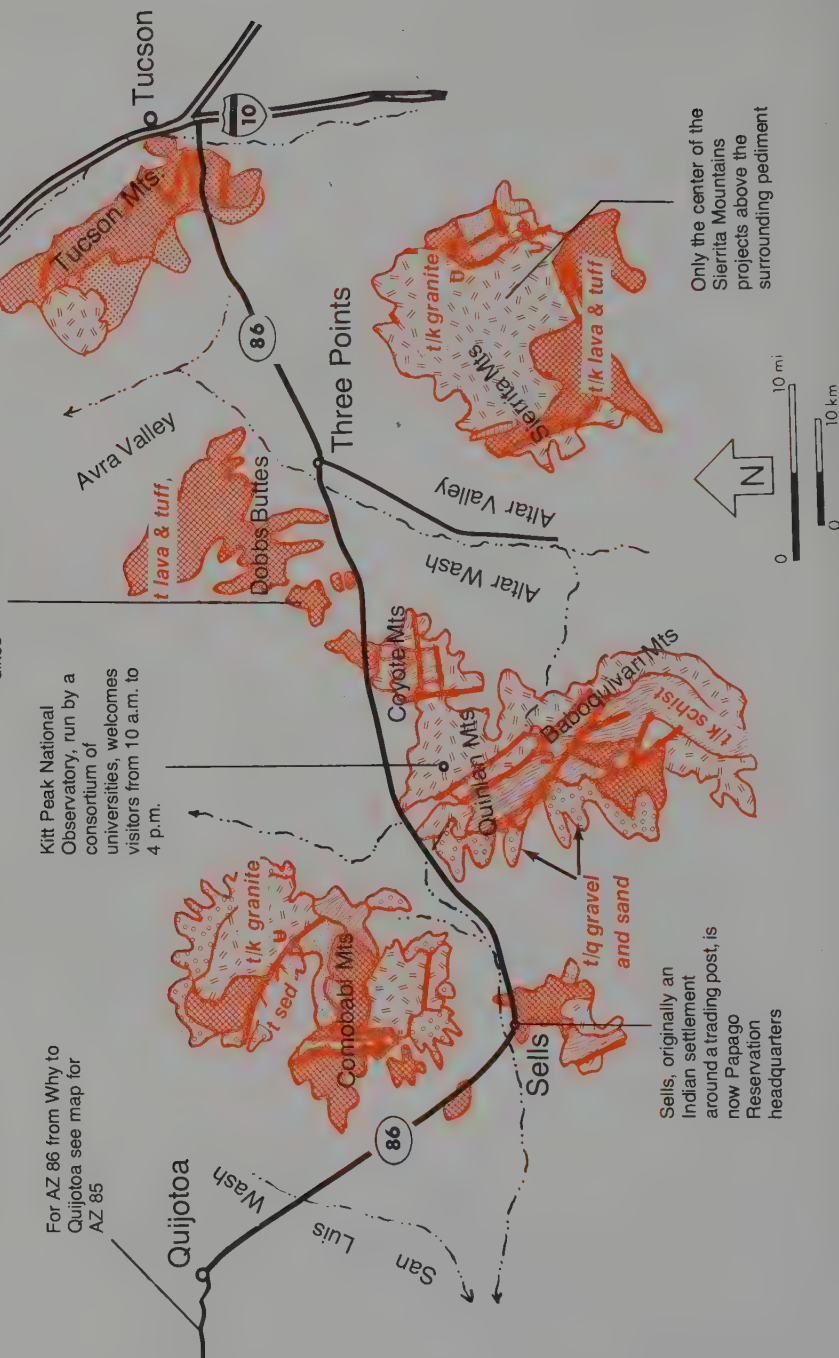 Tucson
10
Tucson Mts.
Only the center of the
Sierrita Mountains
projects above the
surrounding pediment
t/k granite
Sierrita Mts
t/k lava & tuff
86
Three Points
Avra Valley
Altar Valley
Altar Wash
t lava & tuff,
Dobbs Buttes
N
0
10 mi
0
10 km
Kitt Peak National
Observatory, run by a
consortium of
universities, welcomes
visitors from 10 a.m. to
4 p.m.
Coyote Mts
Quinlan Mts
Baboquivari Mts
t/k schist
t/q gravel
and sand
t/k granite
t sed
Comobabi Mts
Sells
Sells, originally an
Indian settlement
around a trading post, is
now Papago
Reservation
headquarters
86
For AZ 86 from Why to
Quijotoa see map for
AZ 85
Quijotoa
San Luis Wash